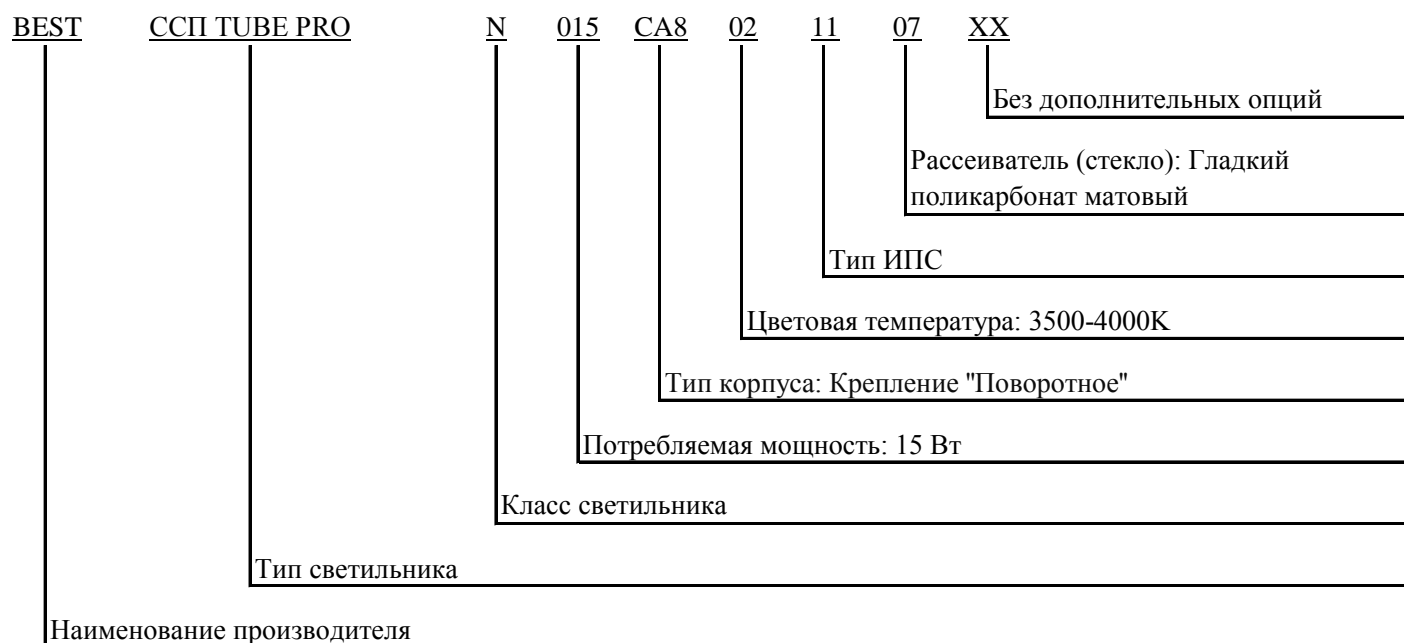 BEST ССП TUBE PRO N 015 CA8 02 11 07 XX
Без дополнительных опций
Рассеиватель (стекло): Гладкий
поликарбонат матовый
Тип ИПС
Цветовая температура: 3500-4000К
Тип корпуса: Крепление "Поворотное"
Потребляемая мощность: 15 Вт
Класс светильника
Тип светильника
Наименование производителя